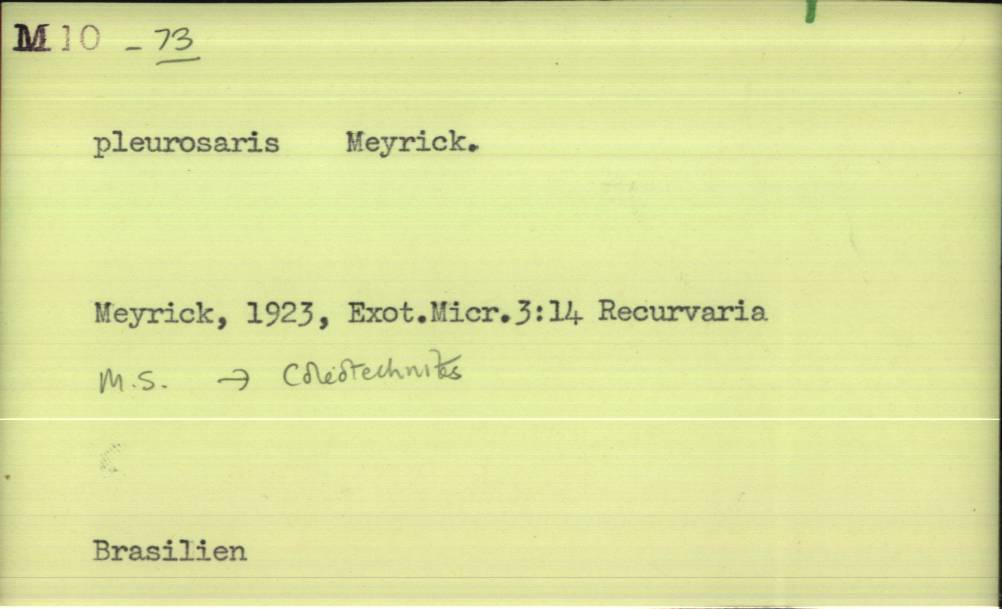 M 10 - 73
pleurosaris Meyrick.
Meyrick, 1923, Exot.Micr.3:14 Recurvaria
M.S. → Coleotechnites
Brasilien